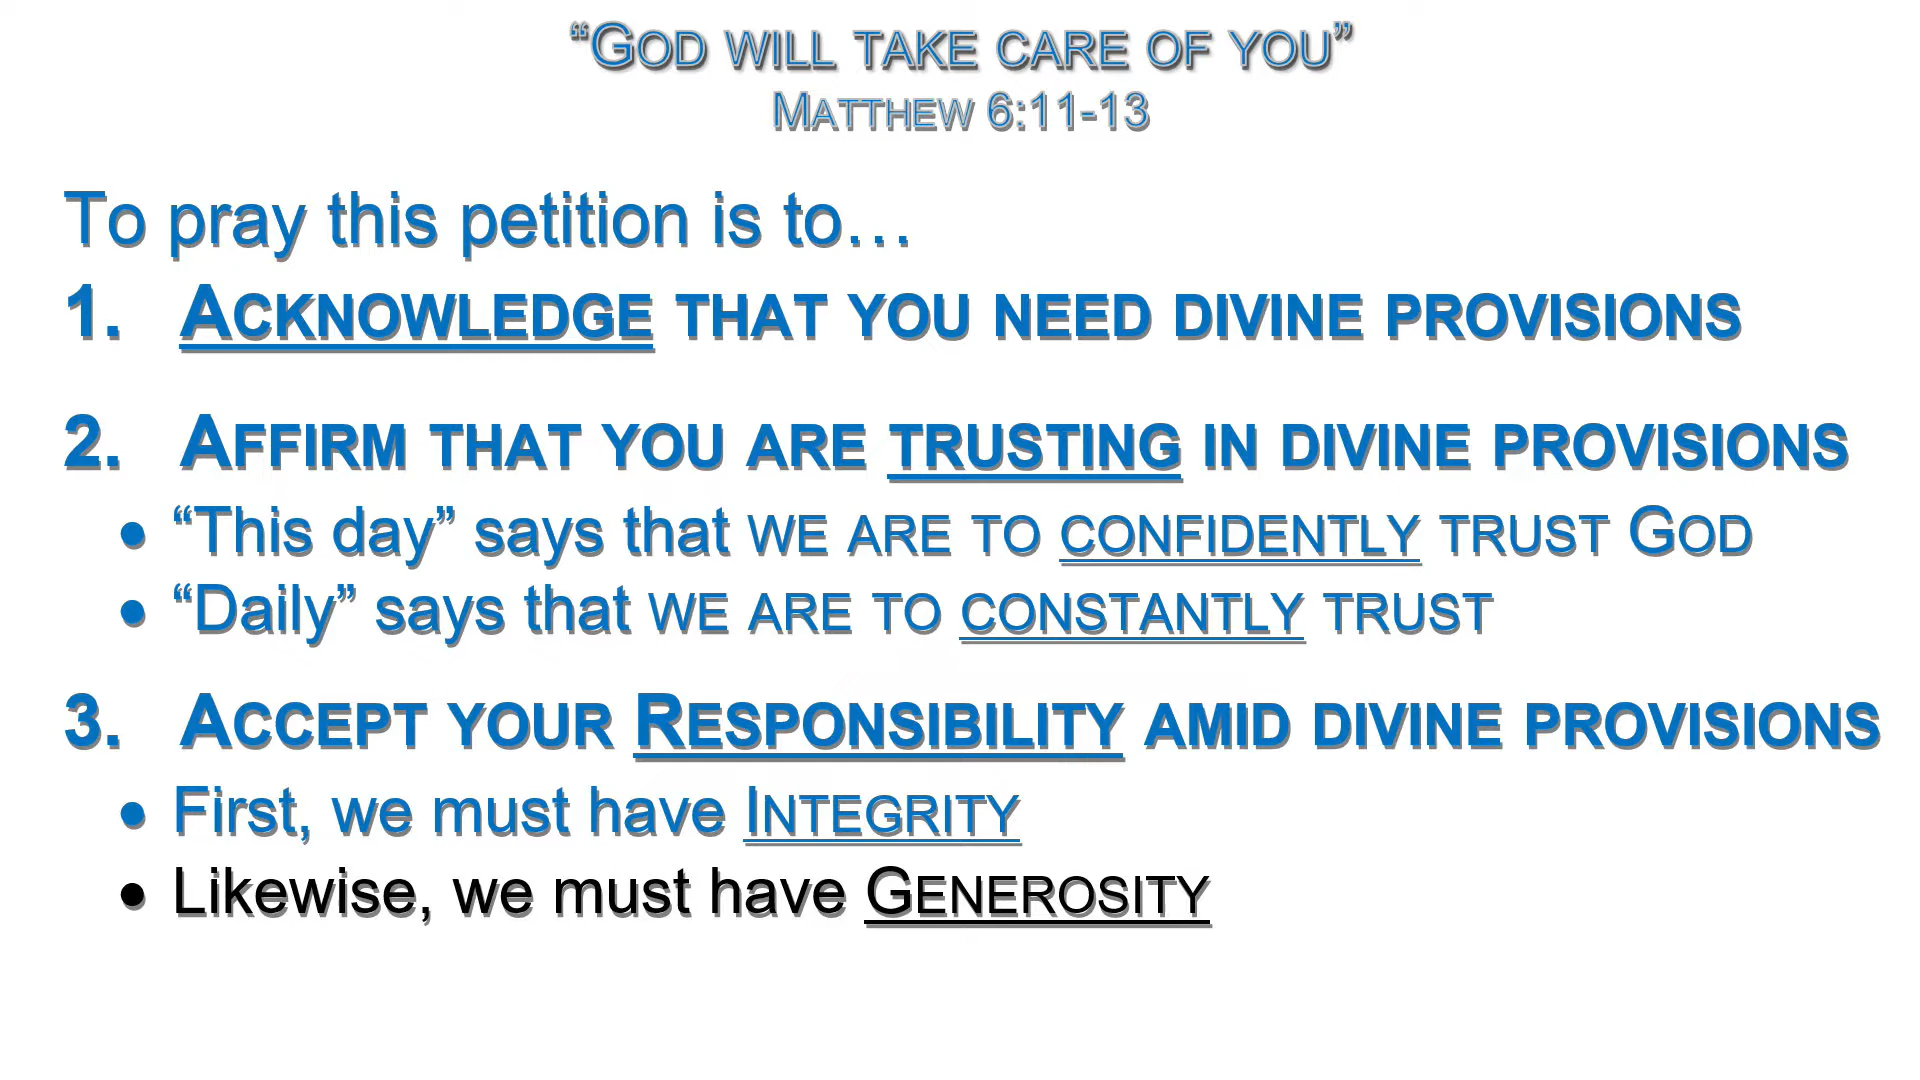 “God will take care of you”
Matthew 6:11-13
To pray this petition is to…
1. Acknowledge that you need divine provisions
2. Affirm that you are trusting in divine provisions
• “This day” says that we are to confidently trust God
• “Daily” says that we are to constantly trust
3. Accept your Responsibility amid divine provisions
• First, we must have Integrity
• Likewise, we must have Generosity